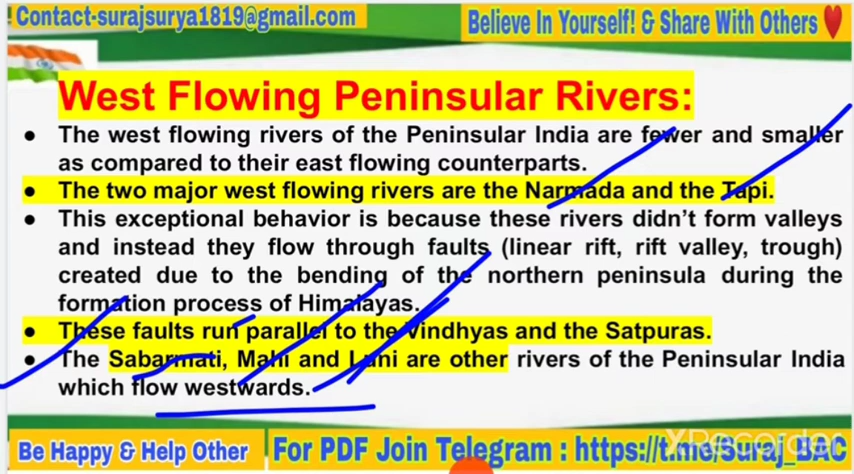 Contact-surajsurya1819@gmail.com
Believe In Yourself! & Share With Others
West Flowing Peninsular Rivers:
• The west flowing rivers of the Peninsular India are fewer and smaller
as compared to their east flowing counterparts.
• The two major west flowing rivers are the Narmada and the Tapi.
• This exceptional behavior is because these rivers didn't form valleys
and instead they flow through faults (linear rift, rift valley, trough)
created due to the bending of the northern peninsula during the
formation process of Himalayas.
• These faults run parallel to the Vindhyas and the Satpuras.
• The Sabarmati, Mahi and Luni are other rivers of the Peninsular India
which flow westwards.
Be Happy & Help Other
For PDF Join Telegram : https://t.me/Suraj_BAC
XRecorder